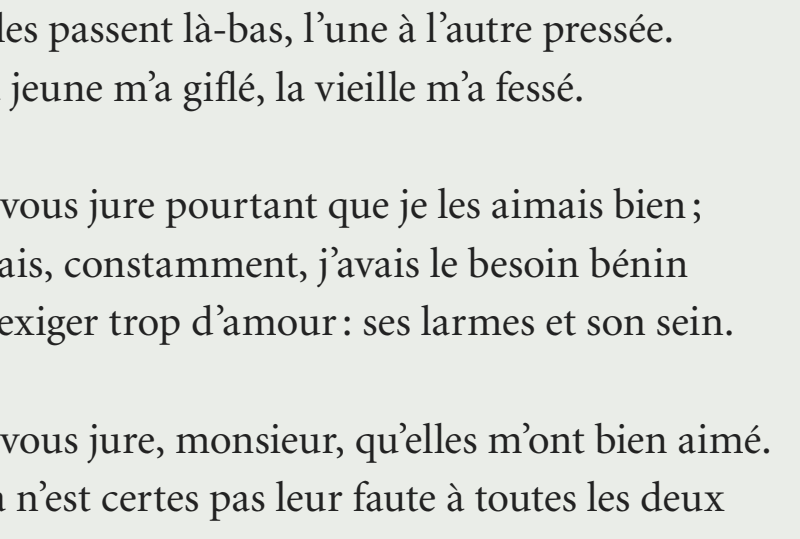 les passent là-bas, l’une à l’autre pressée.
jeune m’a giflé, la vieille m’a fessé.
vous jure pourtant que je les aimais bien ;
ais, constamment, j’avais le besoin bénin
exiger trop d’amour : ses larmes et son sein.
vous jure, monsieur, qu’elles m’ont bien aimé.
n’est certes pas leur faute à toutes les deux